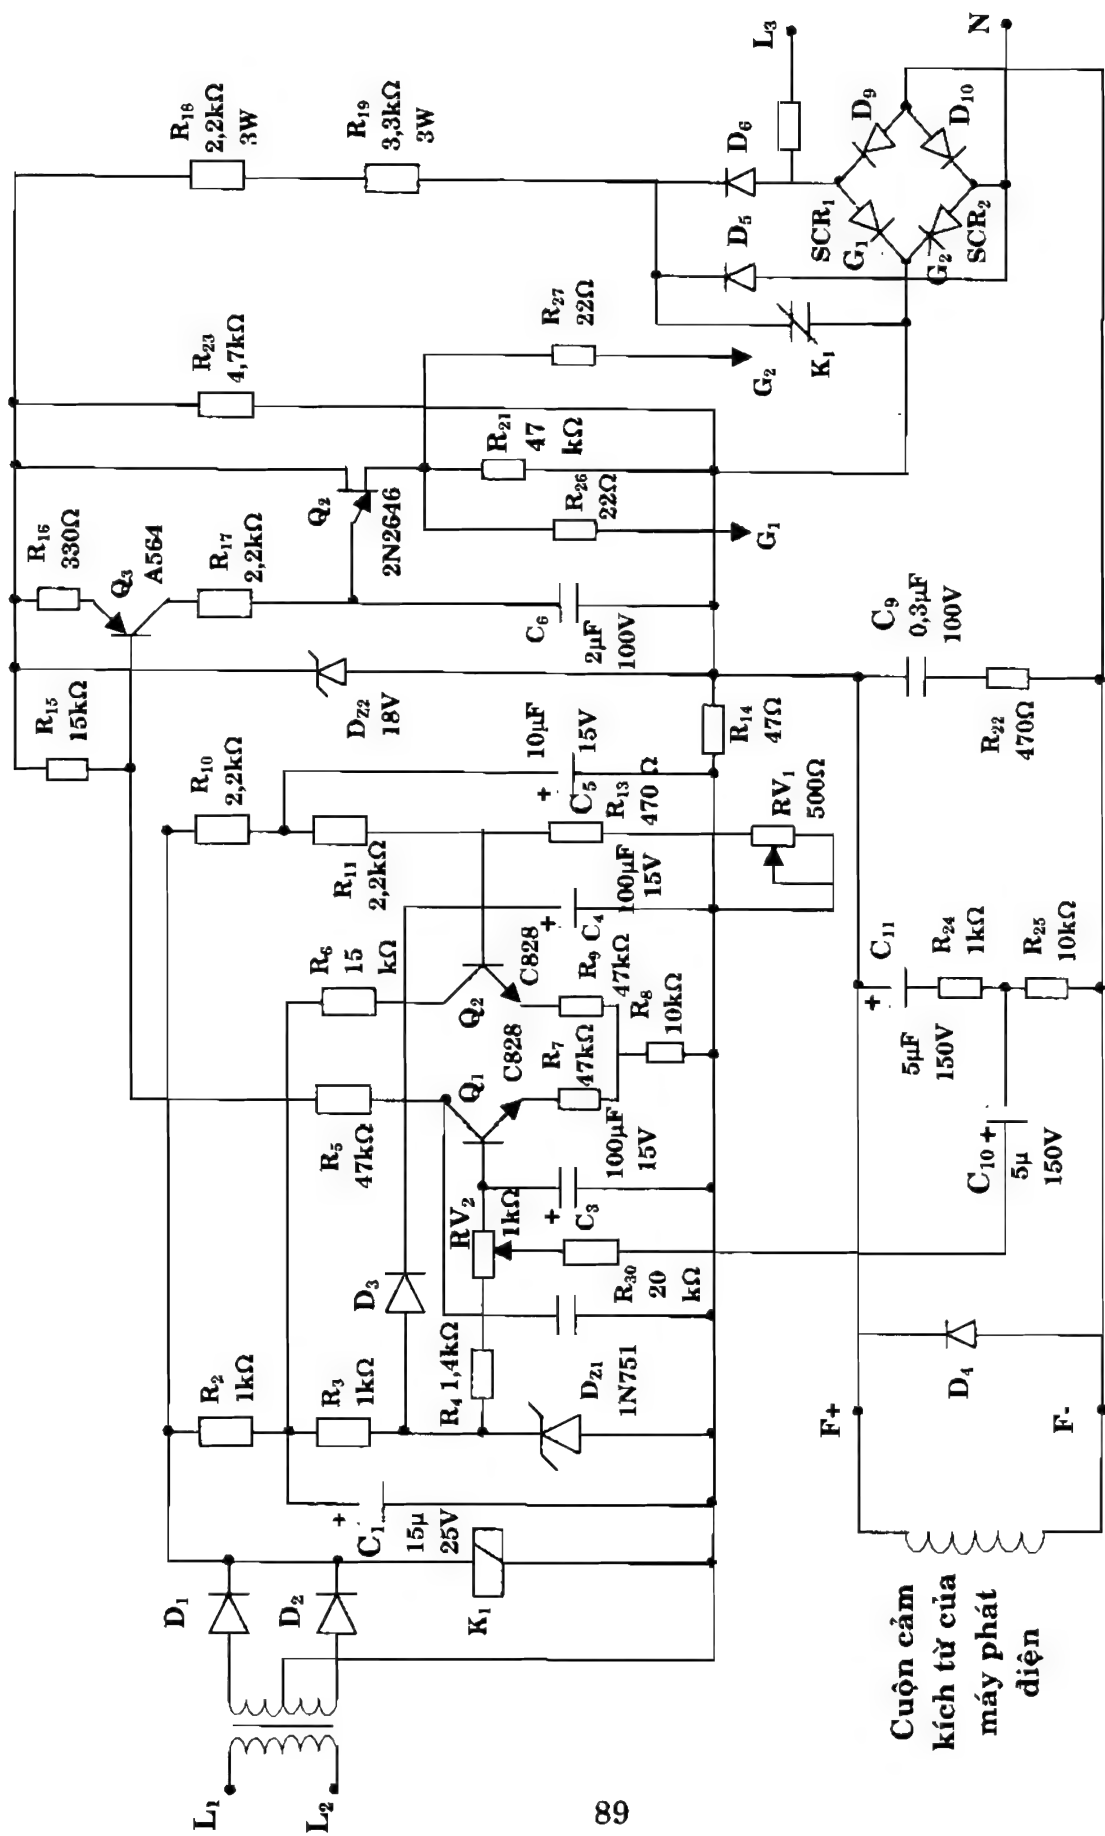 L₁
L₂
D₁
D₂
K₁
C₁
15µ
25V
R₂
1kΩ
R₃
1kΩ
D₃
R₄ 1,4kΩ
D_Z1
1N751
RV₂
1kΩ
R₃₀
20
kΩ
C₃
100µF
15V
R₅
47kΩ
Q₁
C828
R₇
47kΩ
R₈
10kΩ
R₆
15
kΩ
Q₂
C828
R₉
47kΩ
C₄
100µF
15V
R₁₀
2,2kΩ
R₁₁
2,2kΩ
R₁₃
470Ω
C₅
10µF
15V
RV₁
500Ω
R₁₄
47Ω
R₁₅
15kΩ
D_Z2
18V
R₁₆
330Ω
Q₃
A564
R₁₇
2,2kΩ
C₆
2µF
100V
Q₂
2N2646
R₂₆
22Ω
G₁
R₂₁
47
kΩ
R₂₃
4,7kΩ
R₂₇
22Ω
G₂
K₁
R₁₈
2,2kΩ
3W
R₁₉
3,3kΩ
3W
D₅
D₆
L₃
SCR₁
G₁
G₂
SCR₂
D₉
D₁₀
N
C₉
0,3µF
100V
R₂₂
470Ω
C₁₁
5µF
150V
R₂₄
1kΩ
R₂₅
10kΩ
C₁₀
5µ
150V
D₄
F+
F-
Cuộn cảm
kích từ của
máy phát
điện
89